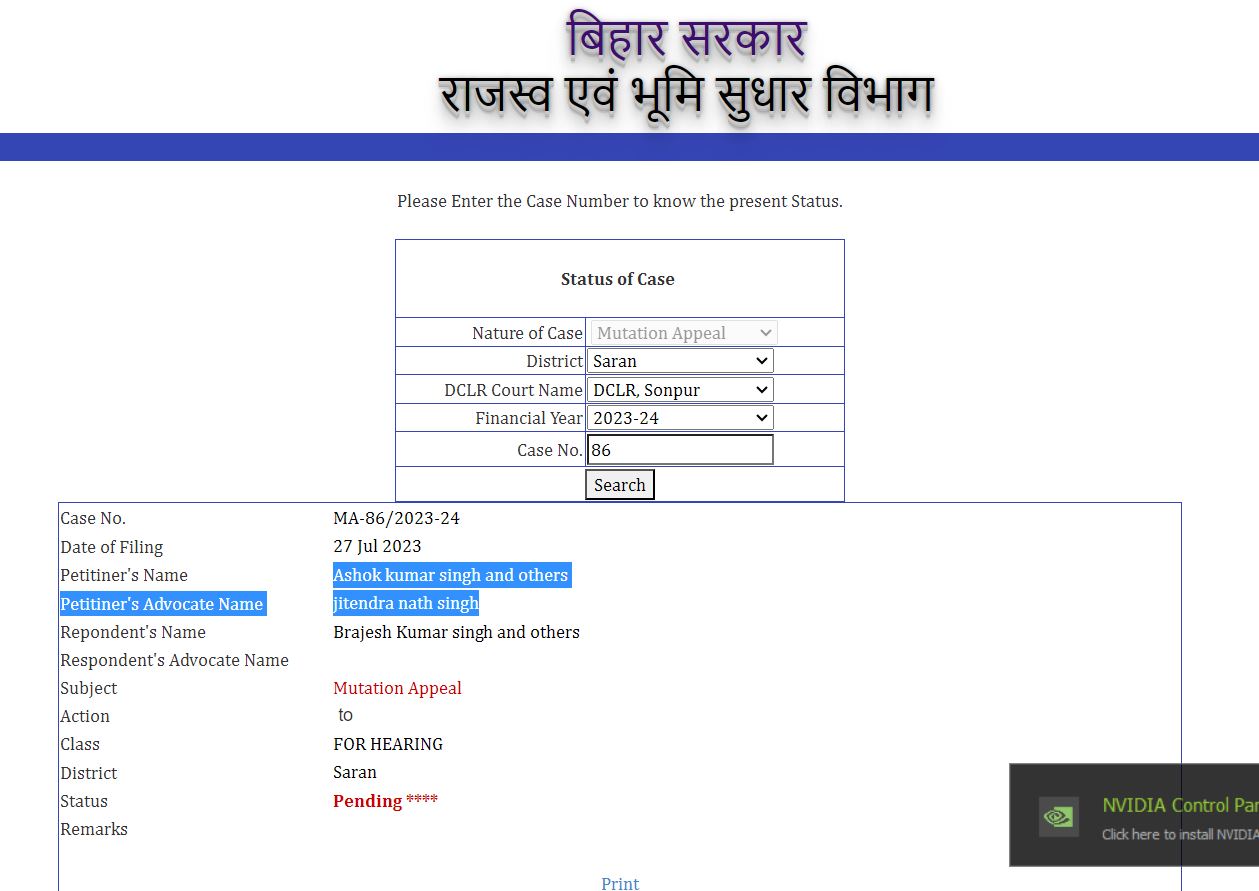 बिहार सरकार
राजस्व एवं भूमि सुधार विभाग
Please Enter the Case Number to know the present Status.
Status of Case
Nature of Case Mutation Appeal
District Saran
DCLR Court Name DCLR, Sonpur
Financial Year 2023-24
Case No. 86
Search
Case No. MA-86/2023-24
Date of Filing 27 Jul 2023
Petitiner's Name Ashok kumar singh and others
Petitiner's Advocate Name jitendra nath singh
Repondent's Name Brajesh Kumar singh and others
Respondent's Advocate Name
Subject Mutation Appeal
Action to
Class FOR HEARING
District Saran
Status Pending ****
Remarks
NVIDIA Control Pan
Click here to install NVIDIA
Print